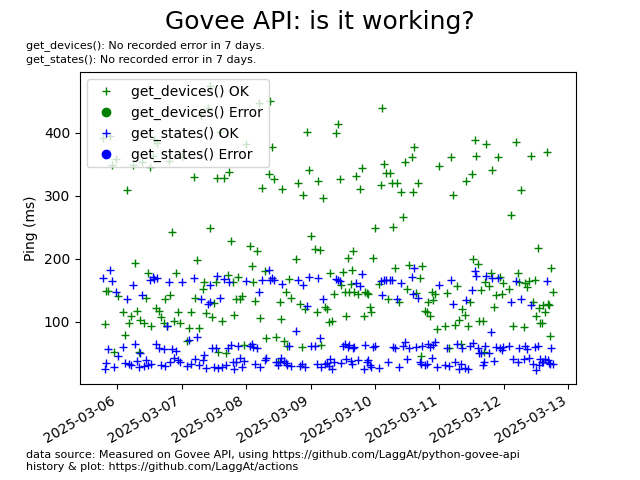 Govee API: is it working?
get_devices(): No recorded error in 7 days.
get_states(): No recorded error in 7 days.
get_devices() OK
get_devices() Error
get_states() OK
get_states() Error
Ping (ms)
400
300
200
100
2025-03-06
2025-03-07
2025-03-08
2025-03-09
2025-03-10
2025-03-11
2025-03-12
2025-03-13
data source: Measured on Govee API, using https://github.com/LaggAt/python-govee-api
history & plot: https://github.com/LaggAt/actions